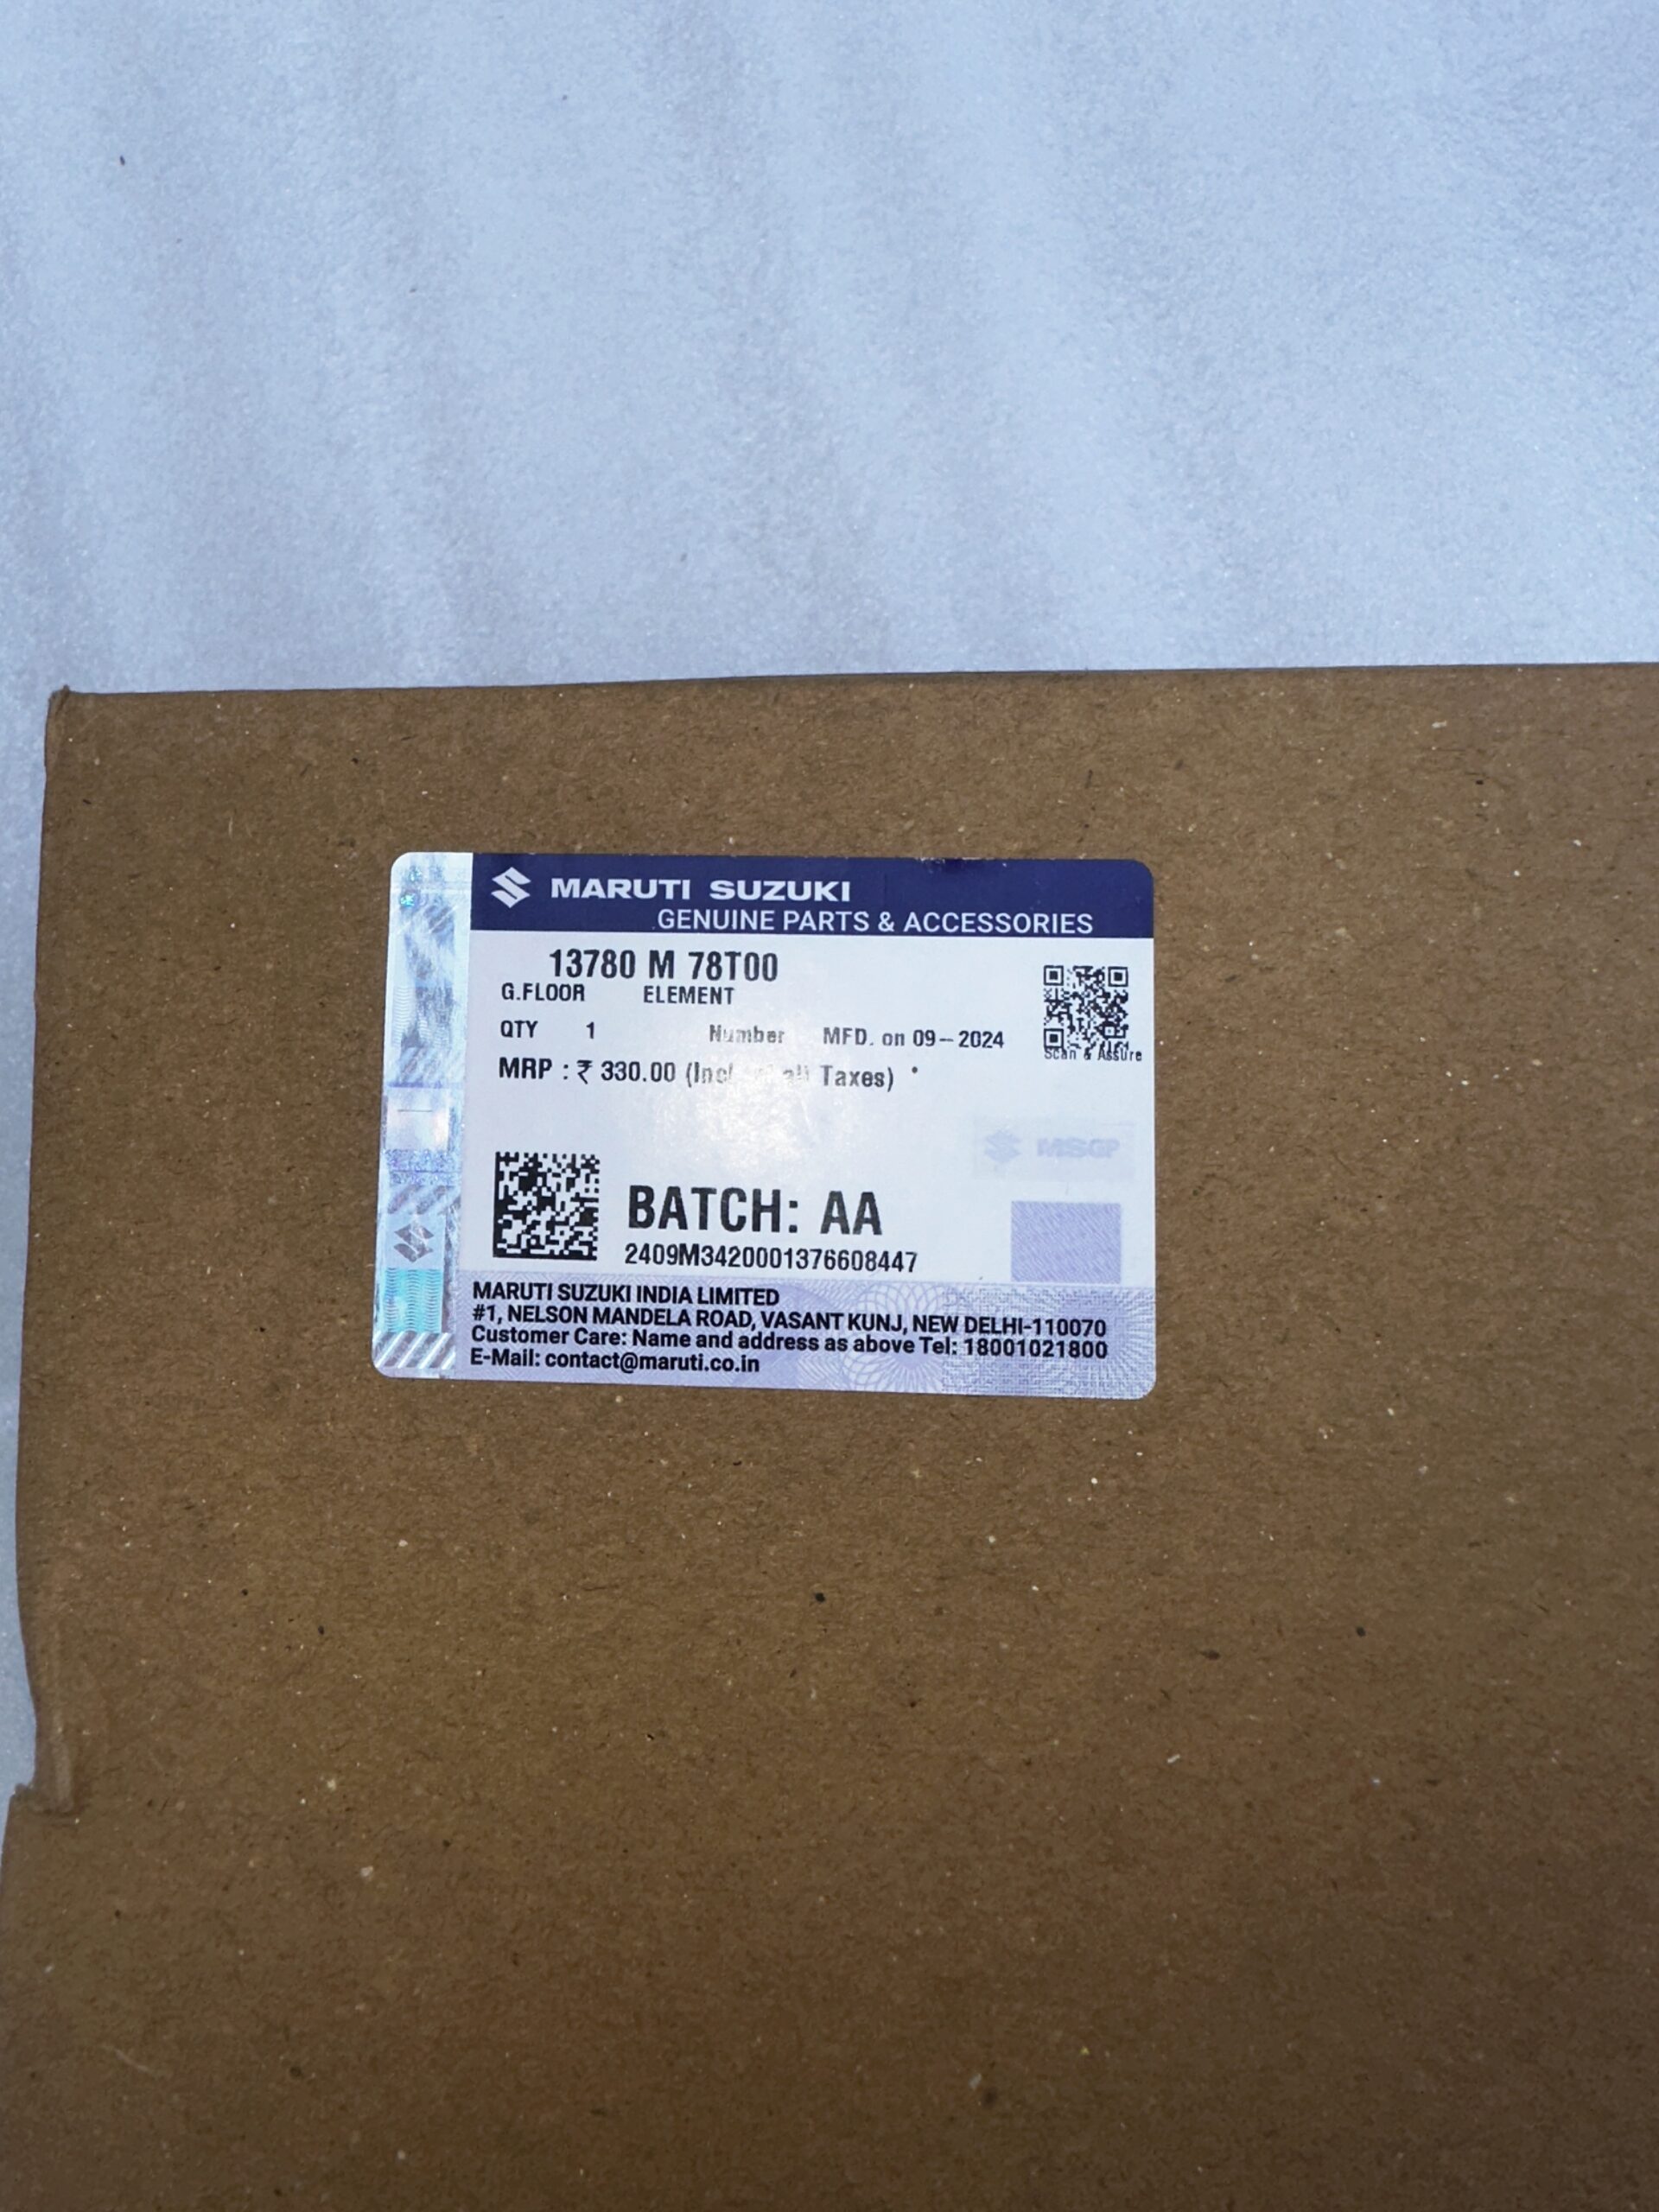 MARUTI SUZUKI
GENUINE PARTS & ACCESSORIES
13780 M 78T00
G.FLOOR ELEMENT
QTY 1 Number MFD. on 09-2024
Scan & Assure
MRP : ₹ 330.00 (Incl all Taxes)
MSGP
BATCH: AA
2409M3420001376608447
MARUTI SUZUKI INDIA LIMITED
#1, NELSON MANDELA ROAD, VASANT KUNJ, NEW DELHI-110070
Customer Care: Name and address as above Tel: 18001021800
E-Mail: contact@maruti.co.in